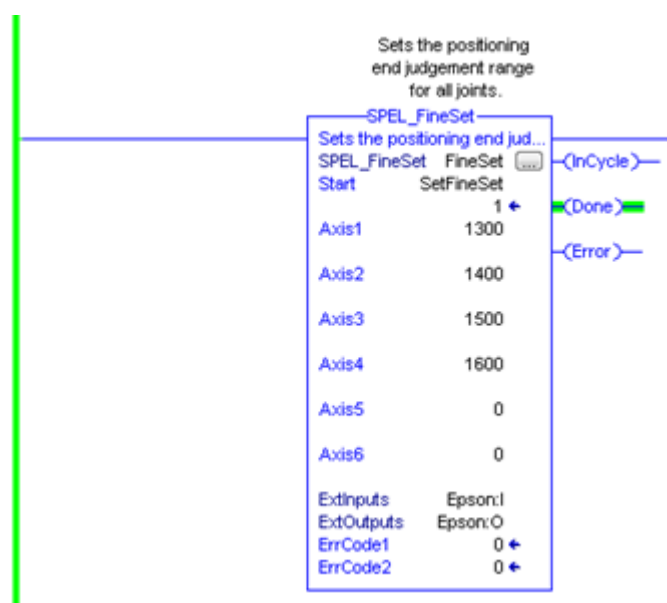 Sets the positioning
end judgement range
for all joints.
SPEL_FineSet
Sets the positioning end jud...
SPEL_FineSet FineSet ... (InCycle)
Start SetFineSet
1 (Done)
Axis1 1300
(Error)
Axis2 1400
Axis3 1500
Axis4 1600
Axis5 0
Axis6 0
ExtInputs Epson:I
ExtOutputs Epson:O
ErrCode1 0
ErrCode2 0